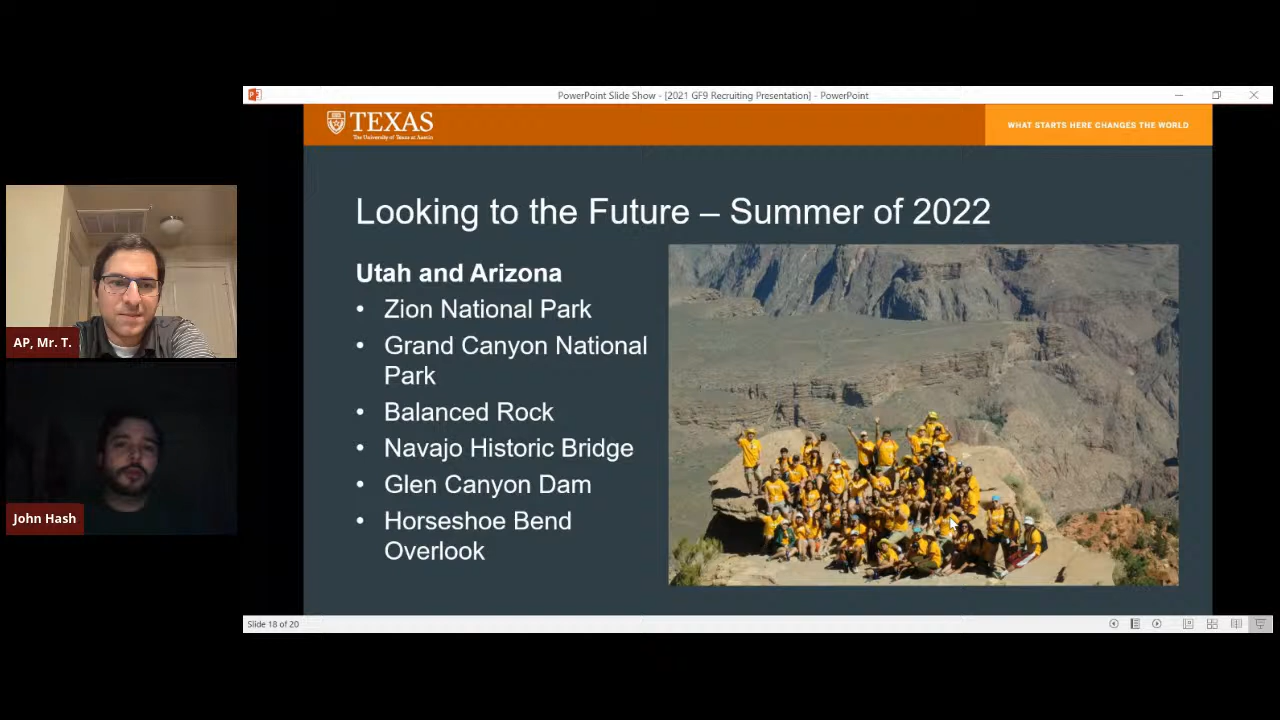 PowerPoint Slide Show - [2021 GF9 Recruiting Presentation] - PowerPoint
TEXAS
The University of Texas at Austin
WHAT STARTS HERE CHANGES THE WORLD
Looking to the Future – Summer of 2022
Utah and Arizona
• Zion National Park
• Grand Canyon National
Park
• Balanced Rock
• Navajo Historic Bridge
• Glen Canyon Dam
• Horseshoe Bend
Overlook
AP, Mr. T.
John Hash
Slide 18 of 20